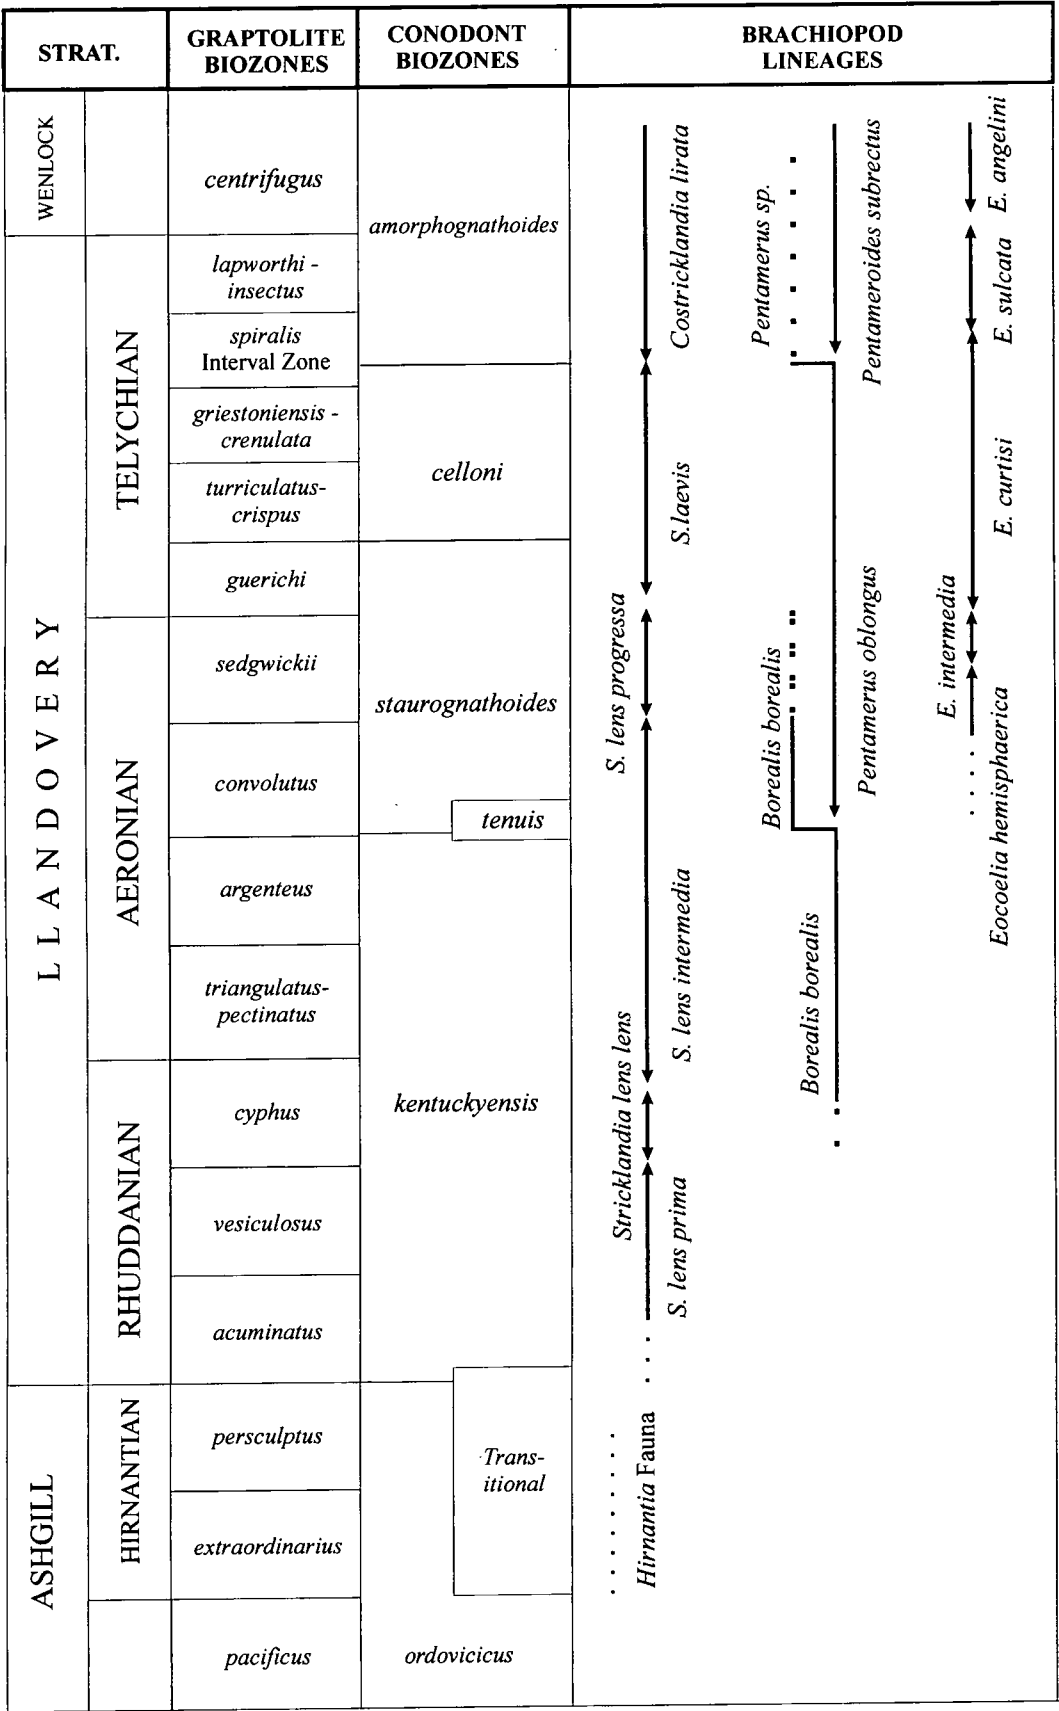 STRAT.
GRAPTOLITE
BIOZONES
CONODONT
BIOZONES
BRACHIOPOD
LINEAGES
WENLOCK
LLANDOVERY
ASHGILL
TELYCHIAN
AERONIAN
RHUDDANIAN
HIRNANTIAN
centrifugus
lapworthi -
insectus
spiralis
Interval Zone
griestoniensis -
crenulata
turriculatus-
crispus
guerichi
sedgwickii
convolutus
argenteus
triangulatus-
pectinatus
cyphus
vesiculosus
acuminatus
persculptus
extraordinarius
pacificus
amorphognathoides
celloni
staurognathoides
tenuis
kentuckyensis
Trans-
itional
ordovicicus
Costricklandia lirata
S.laevis
S. lens progressa
S. lens intermedia
Stricklandia lens lens
S. lens prima
Hirnantia Fauna
Pentamerus sp.
Pentameroides subrectus
Borealis borealis
Pentamerus oblongus
Borealis borealis
E. angelini
E. sulcata
E. curtisi
E. intermedia
Eocoelia hemisphaerica